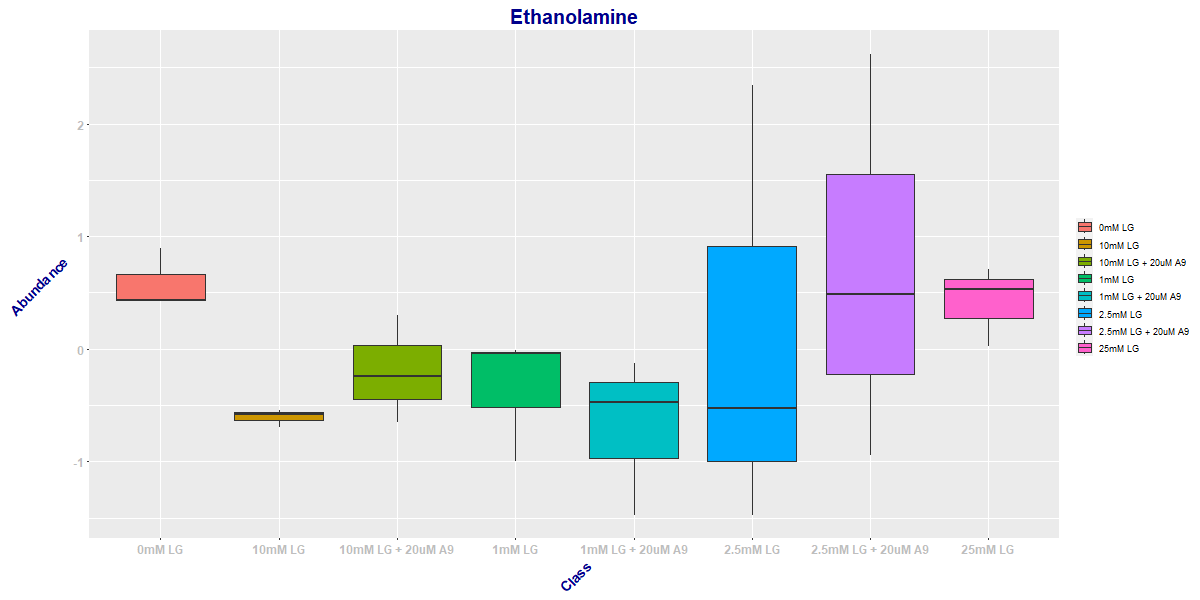 Ethanolamine
Abundance
2
1
0
-1
0mM LG
10mM LG
10mM LG + 20uM A9
1mM LG
1mM LG + 20uM A9
2.5mM LG
2.5mM LG + 20uM A9
25mM LG
Class
0mM LG
10mM LG
10mM LG + 20uM A9
1mM LG
1mM LG + 20uM A9
2.5mM LG
2.5mM LG + 20uM A9
25mM LG